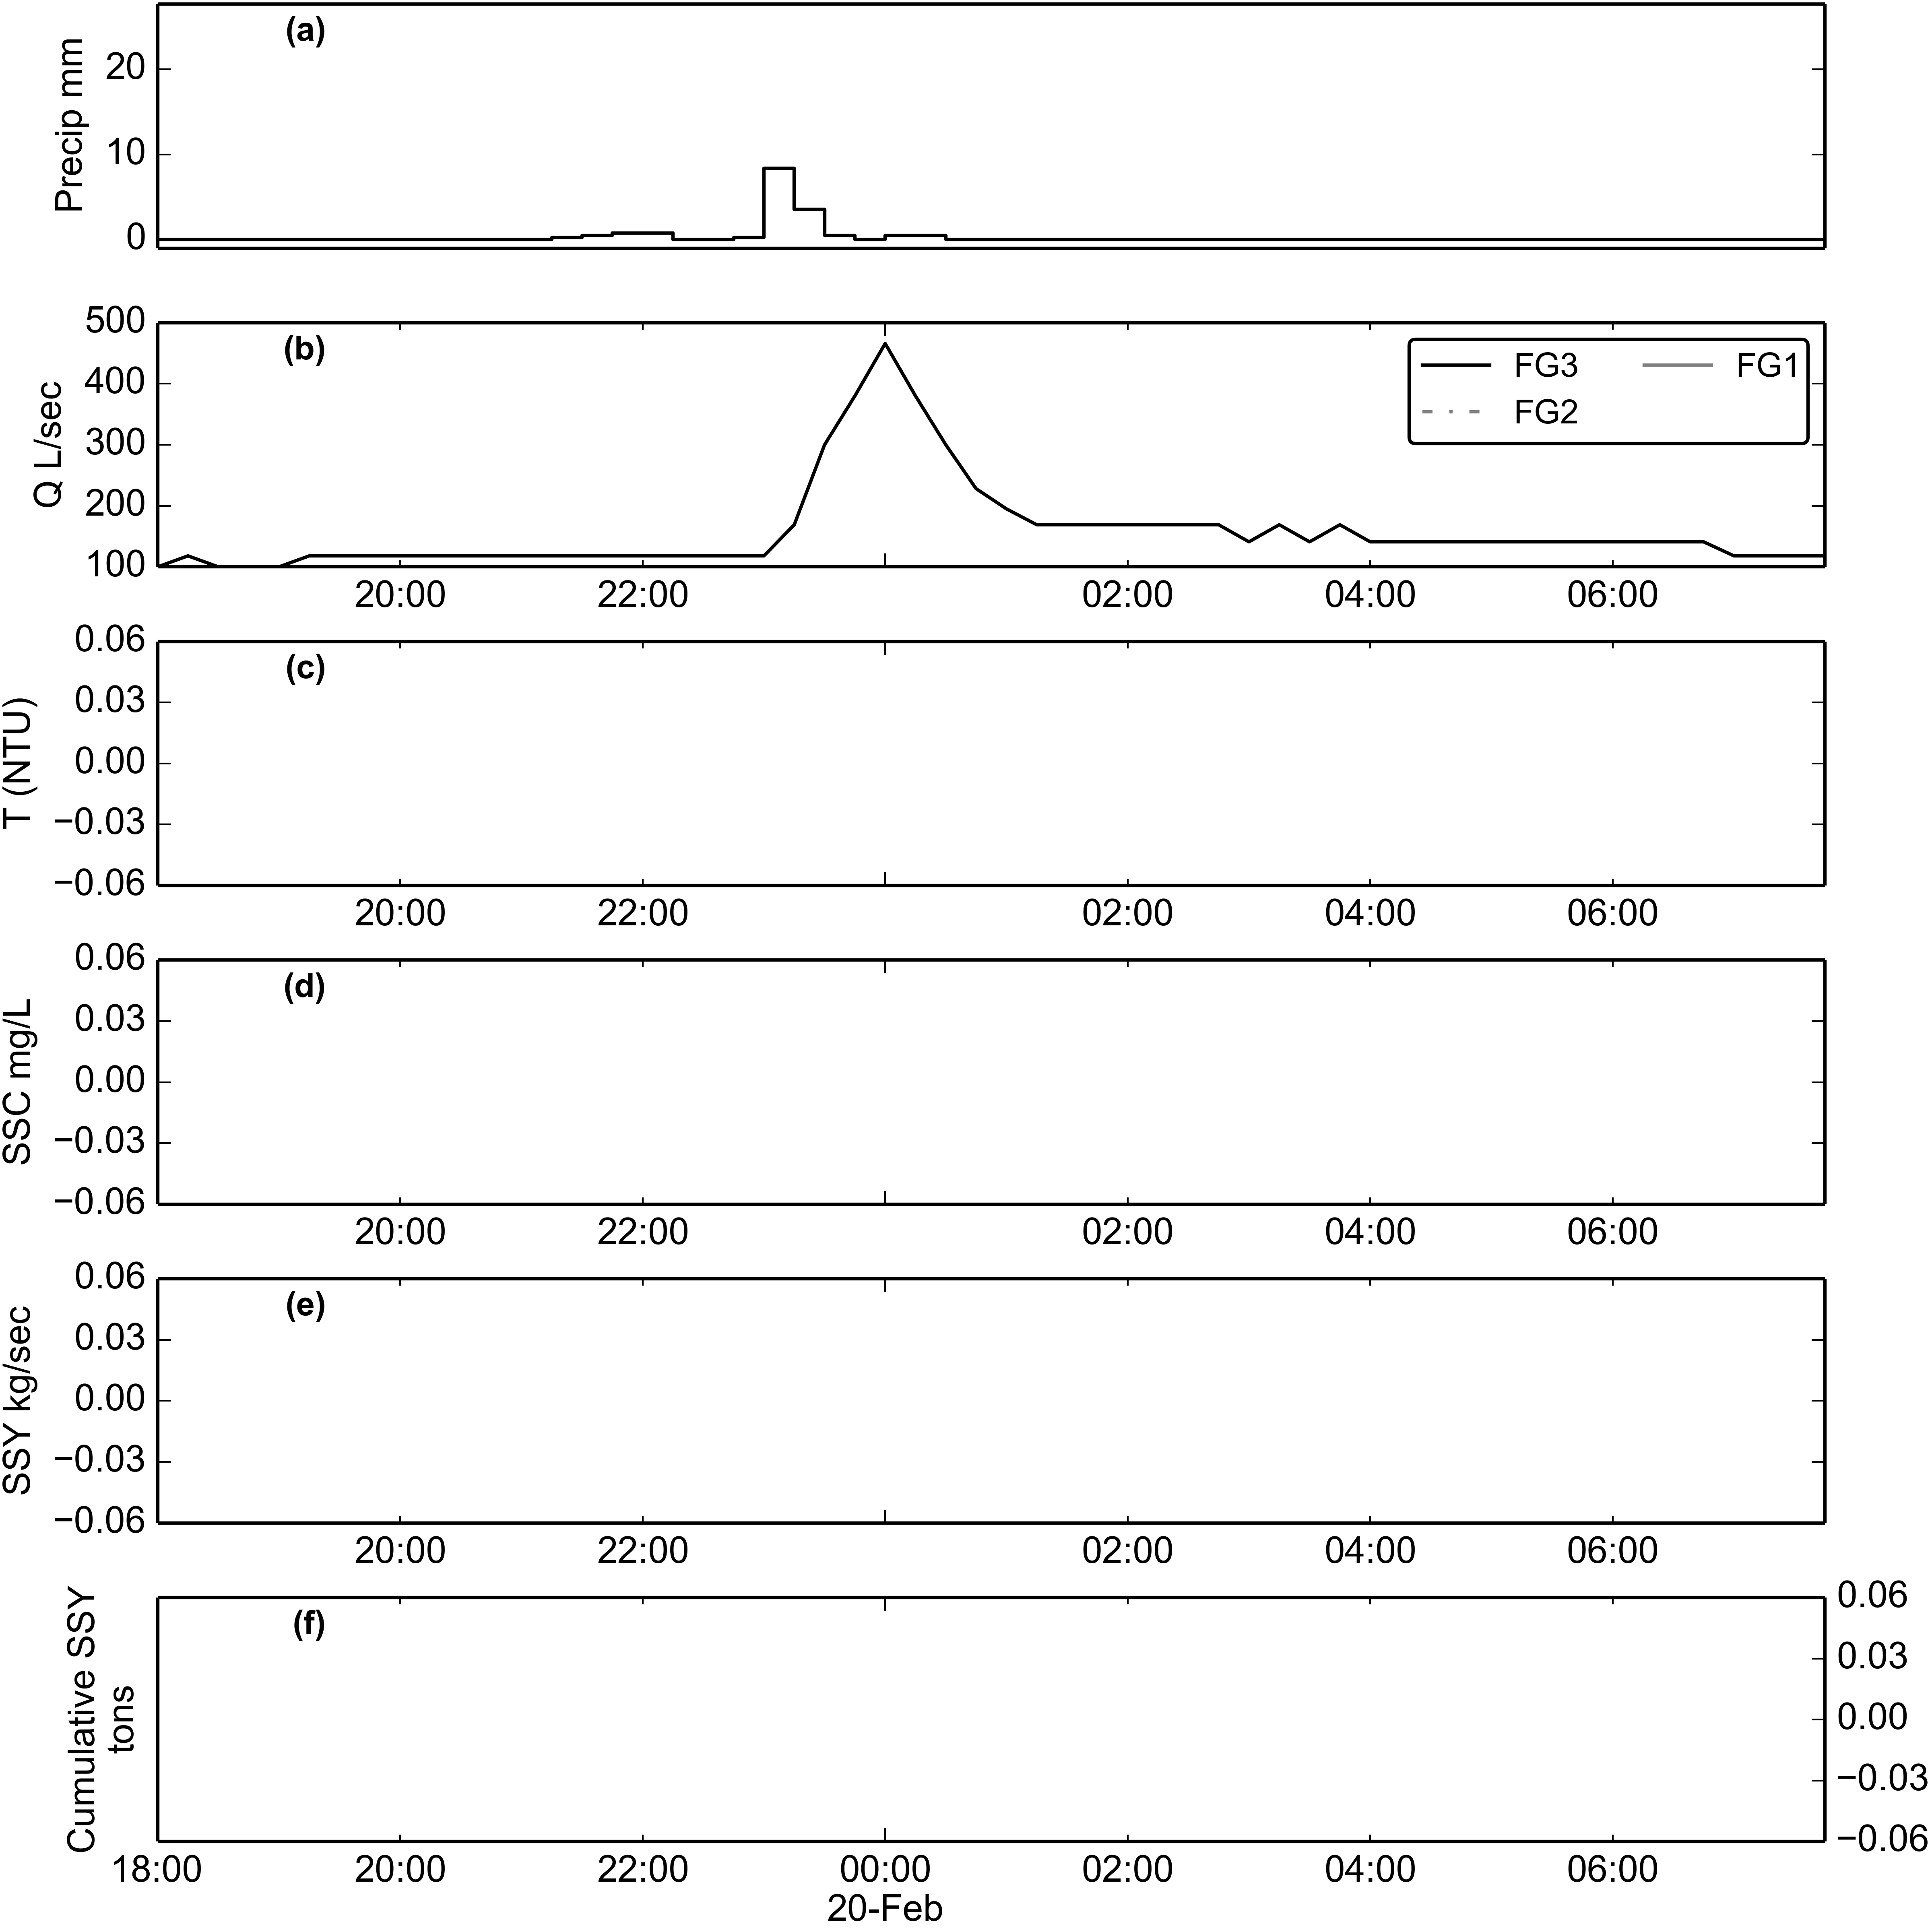 (a)
Precip mm
20
10
0
(b)
Q L/sec
500
400
300
200
100
FG3 FG1
FG2
20:00 22:00 02:00 04:00 06:00
(c)
T (NTU)
0.06
0.03
0.00
−0.03
−0.06
20:00 22:00 02:00 04:00 06:00
(d)
SSC mg/L
0.06
0.03
0.00
−0.03
−0.06
20:00 22:00 02:00 04:00 06:00
(e)
SSY kg/sec
0.06
0.03
0.00
−0.03
−0.06
20:00 22:00 02:00 04:00 06:00
(f)
Cumulative SSY
tons
0.06
0.03
0.00
−0.03
−0.06
18:00 20:00 22:00 00:00 02:00 04:00 06:00
20-Feb